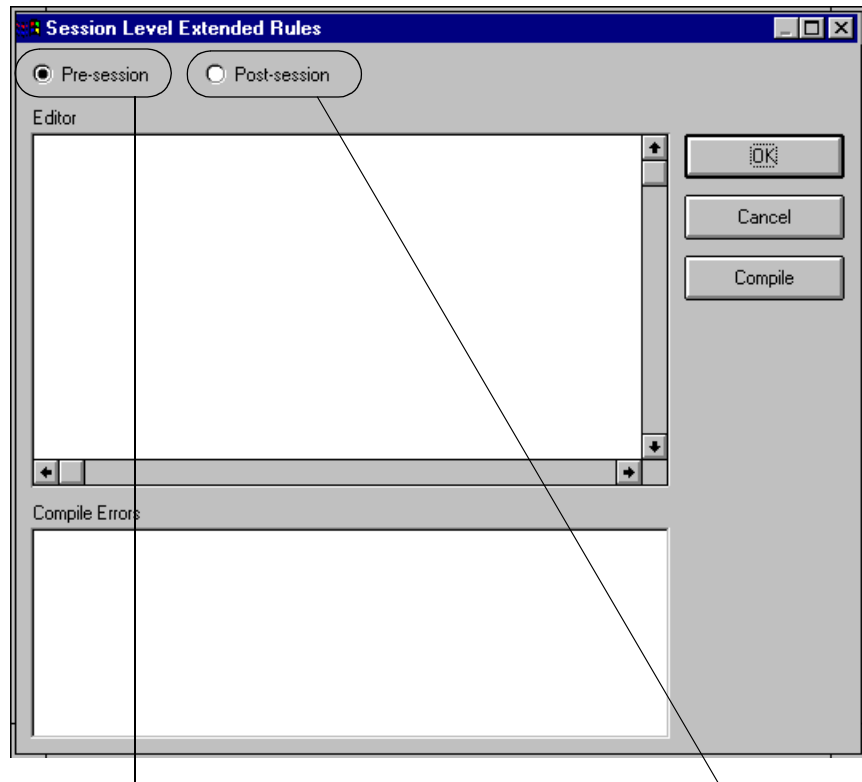 Session Level Extended Rules
Pre-session
Post-session
Editor
OK
Cancel
Compile
Compile Errors